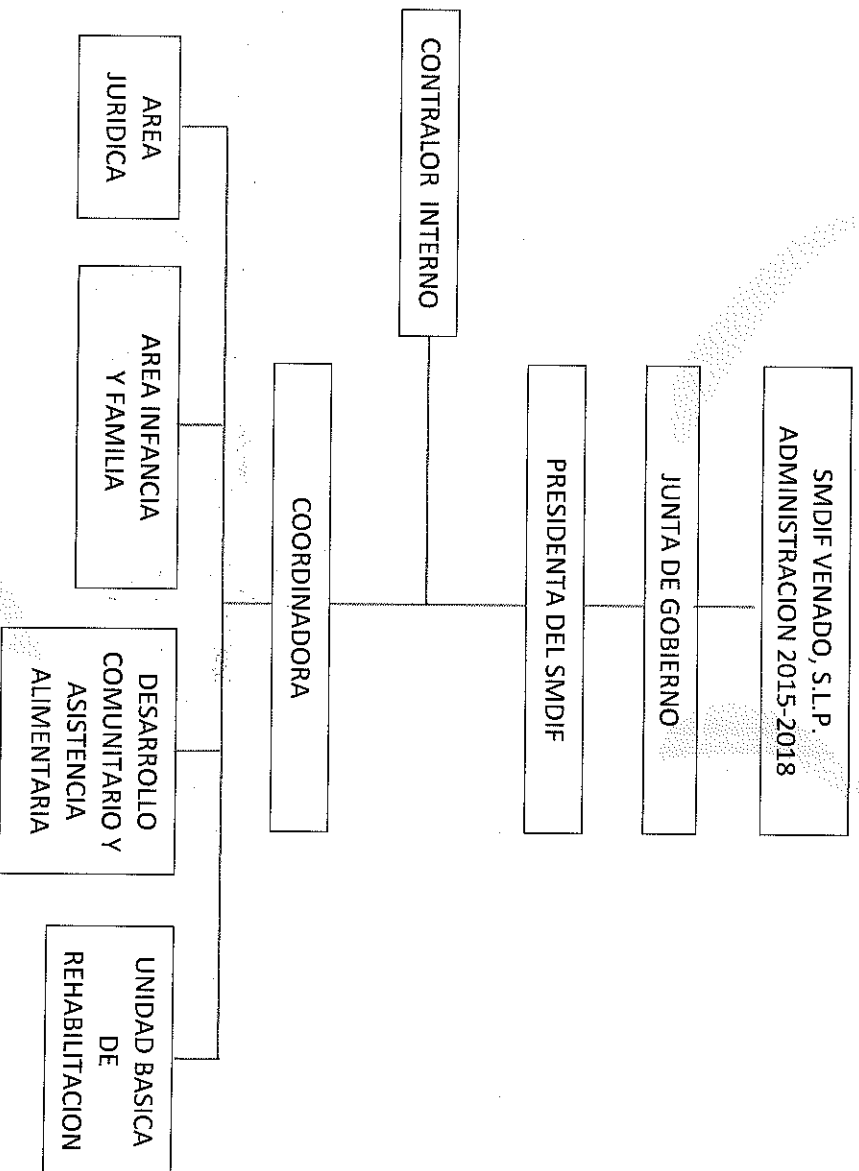 SMDIF VENADO, S.L.P.
ADMINISTRACION 2015-2018
JUNTA DE GOBIERNO
PRESIDENTA DEL SMDIF
CONTRALOR INTERNO
COORDINADORA
AREA
JURIDICA
AREA INFANCIA
Y FAMILIA
DESARROLLO
COMUNITARIO Y
ASISTENCIA
ALIMENTARIA
UNIDAD BASICA
DE
REHABILITACION